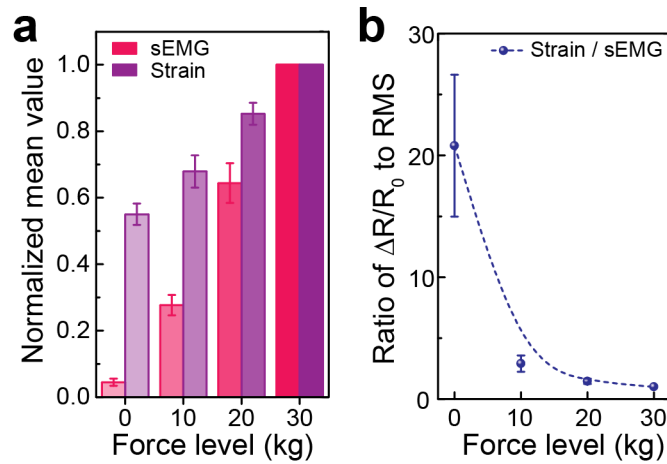 a
sEMG
Strain
Normalized mean value
1.0
0.8
0.6
0.4
0.2
0.0
0 10 20 30
Force level (kg)
b
Strain / sEMG
Ratio of ΔR/R₀ to RMS
30
20
10
0
0 10 20 30
Force level (kg)